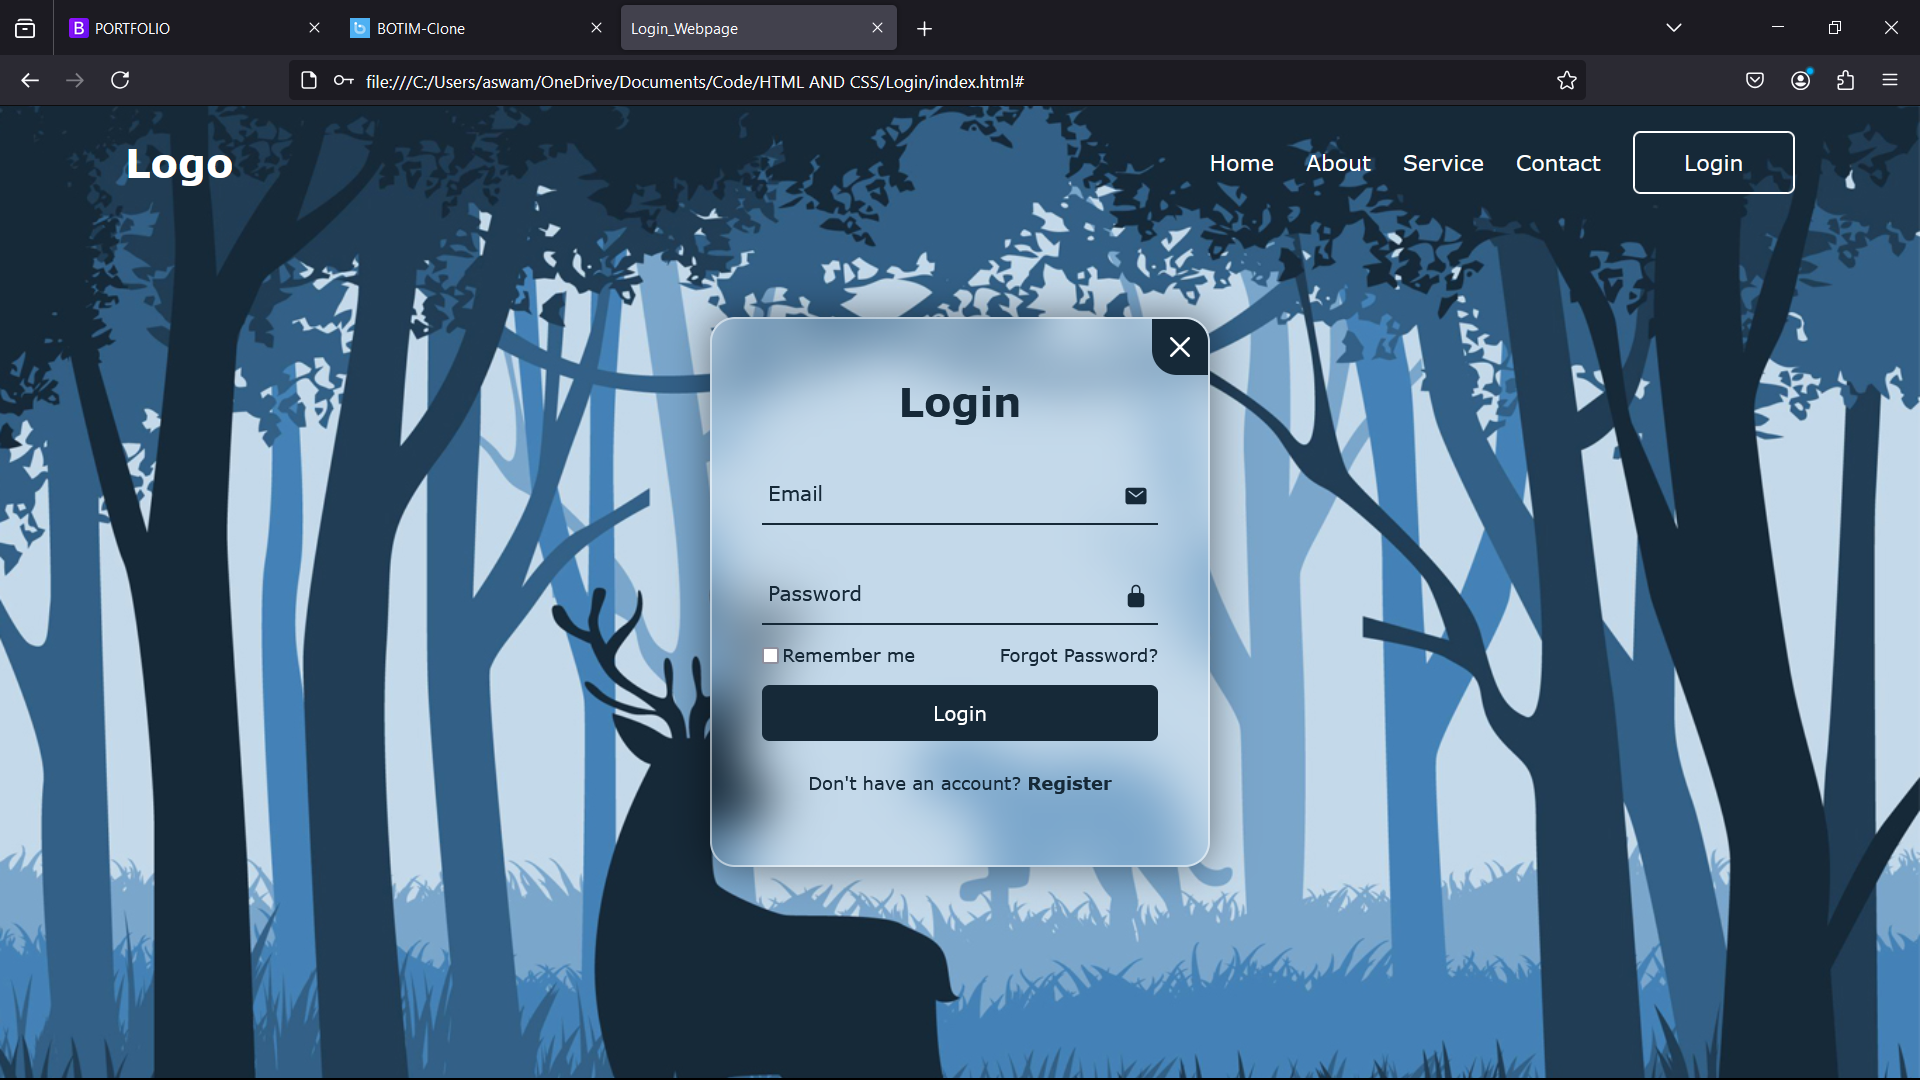 PORTFOLIO
BOTIM-Clone
Login_Webpage
file:///C:/Users/aswam/OneDrive/Documents/Code/HTML AND CSS/Login/index.html#
Logo
Home About Service Contact Login
Login
Email
Password
Remember me Forgot Password?
Login
Don't have an account? Register